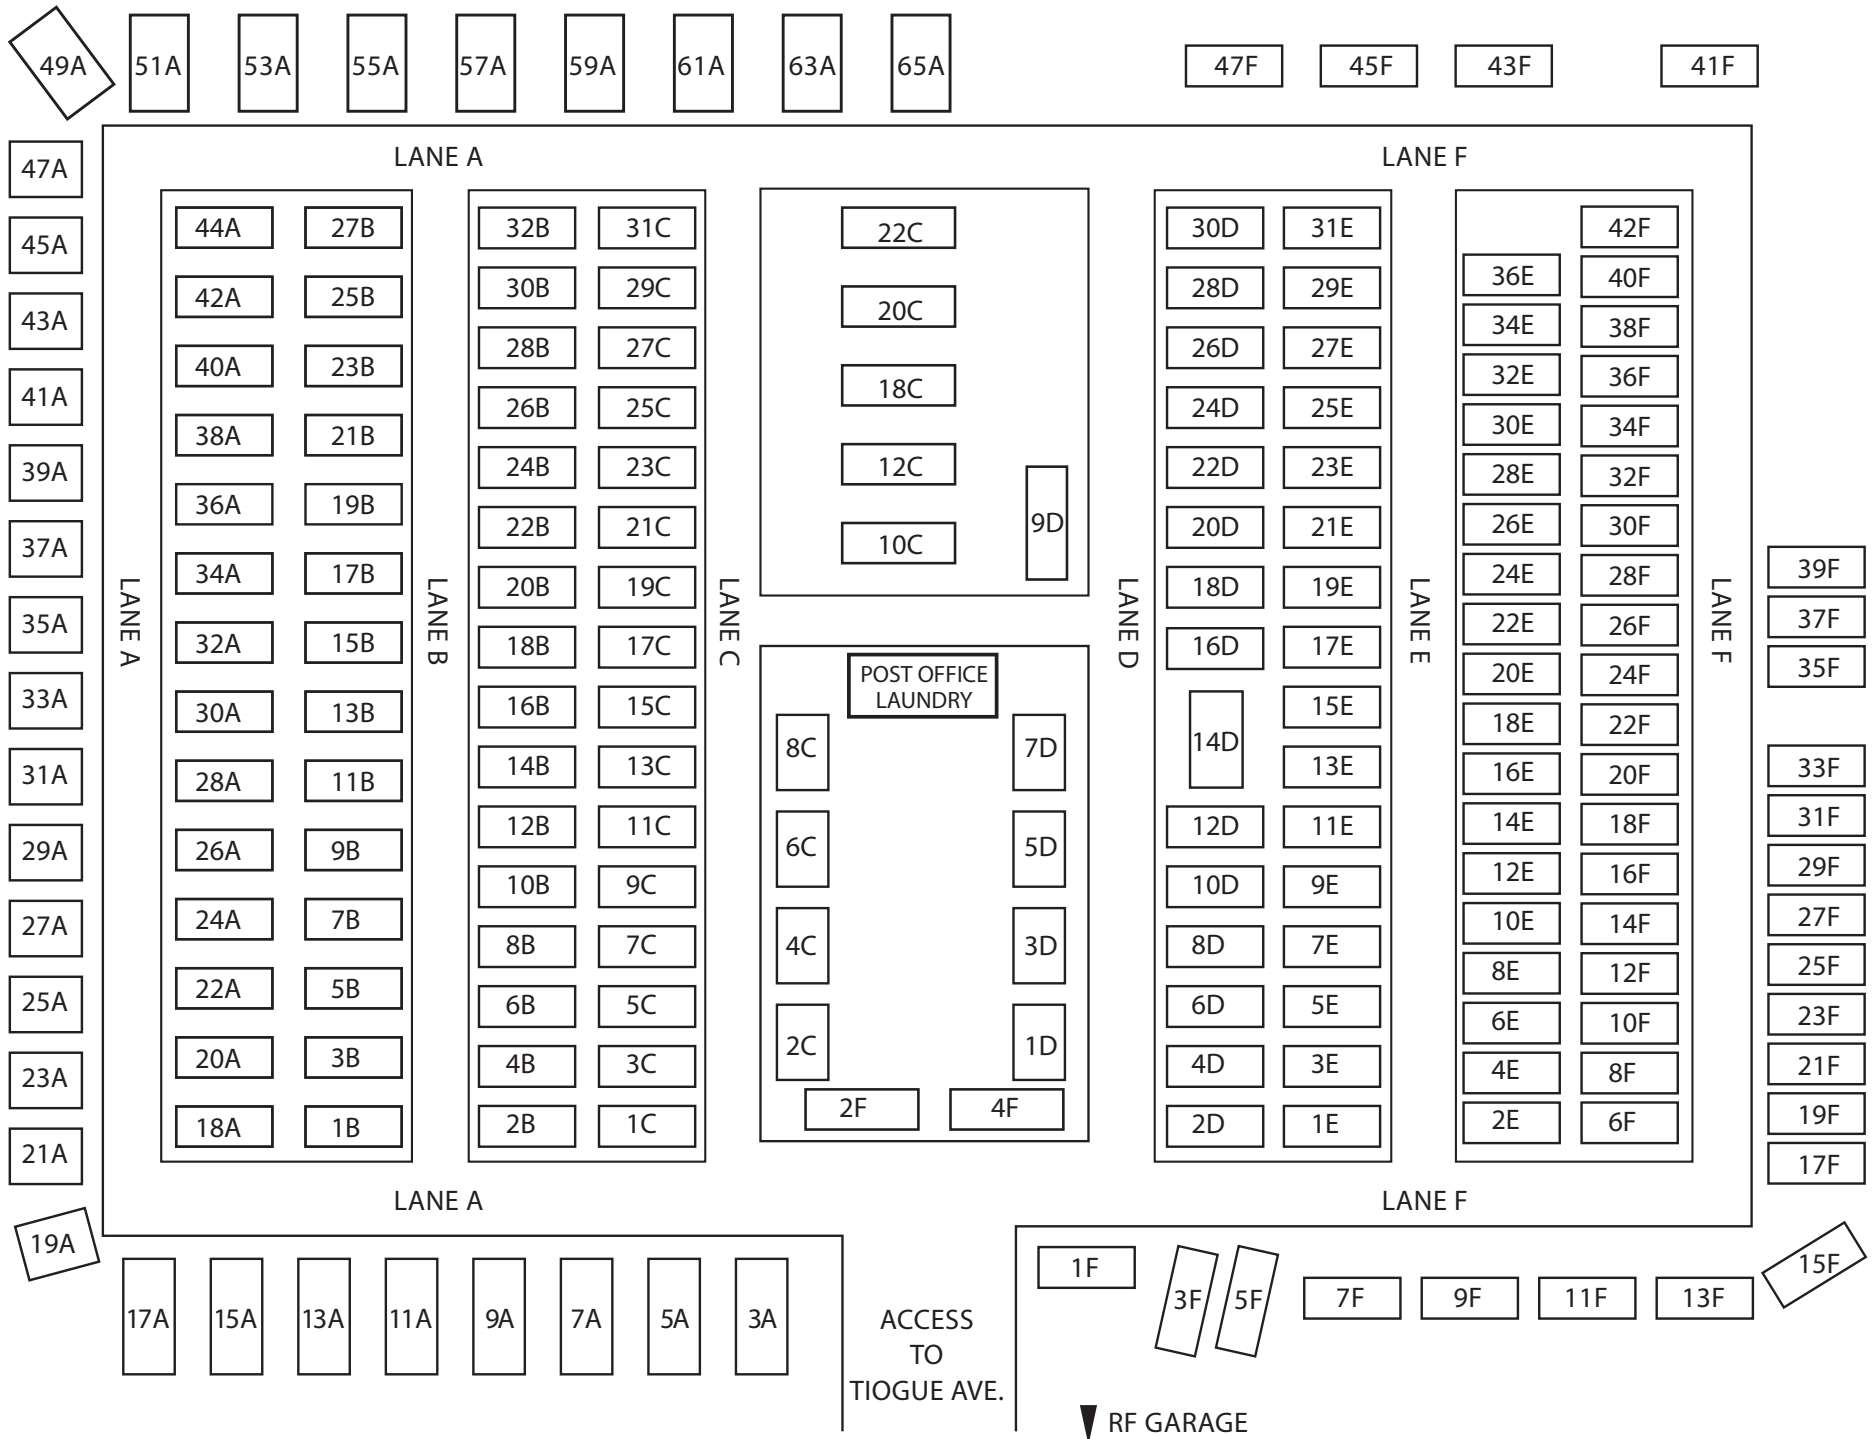 49A 51A 53A 55A 57A 59A 61A 63A 65A 47F 45F 43F 41F
LANE A LANE F
47A
45A
43A
41A
39A
37A
35A
33A
31A
29A
27A
25A
23A
21A
19A
LANE A
44A 27B
42A 25B
40A 23B
38A 21B
36A 19B
34A 17B
32A 15B
30A 13B
28A 11B
26A 9B
24A 7B
22A 5B
20A 3B
18A 1B
LANE B
32B 31C
30B 29C
28B 27C
26B 25C
24B 23C
22B 21C
20B 19C
18B 17C
16B 15C
14B 13C
12B 11C
10B 9C
8B 7C
6B 5C
4B 3C
2B 1C
LANE C
22C
20C
18C
12C
10C
9D
POST OFFICE
LAUNDRY
8C 7D
6C 5D
4C 3D
2C 1D
2F 4F
LANE D
30D 31E
28D 29E
26D 27E
24D 25E
22D 23E
20D 21E
18D 19E
16D 17E
15E
14D
13E
12D 11E
10D 9E
8D 7E
6D 5E
4D 3E
2D 1E
LANE E
42F
36E 40F
34E 38F
32E 36F
30E 34F
28E 32F
26E 30F
24E 28F
22E 26F
20E 24F
18E 22F
16E 20F
14E 18F
12E 16F
10E 14F
8E 12F
6E 10F
4E 8F
2E 6F
LANE F
39F
37F
35F
33F
31F
29F
27F
25F
23F
21F
19F
17F
15F
LANE A LANE F
17A 15A 13A 11A 9A 7A 5A 3A
ACCESS
TO
TIOGUE AVE.
1F 3F 5F 7F 9F 11F 13F
RF GARAGE